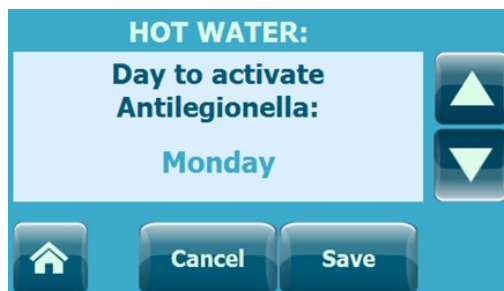 HOT WATER:
Day to activate
Antilegionella:
Monday
Cancel
Save